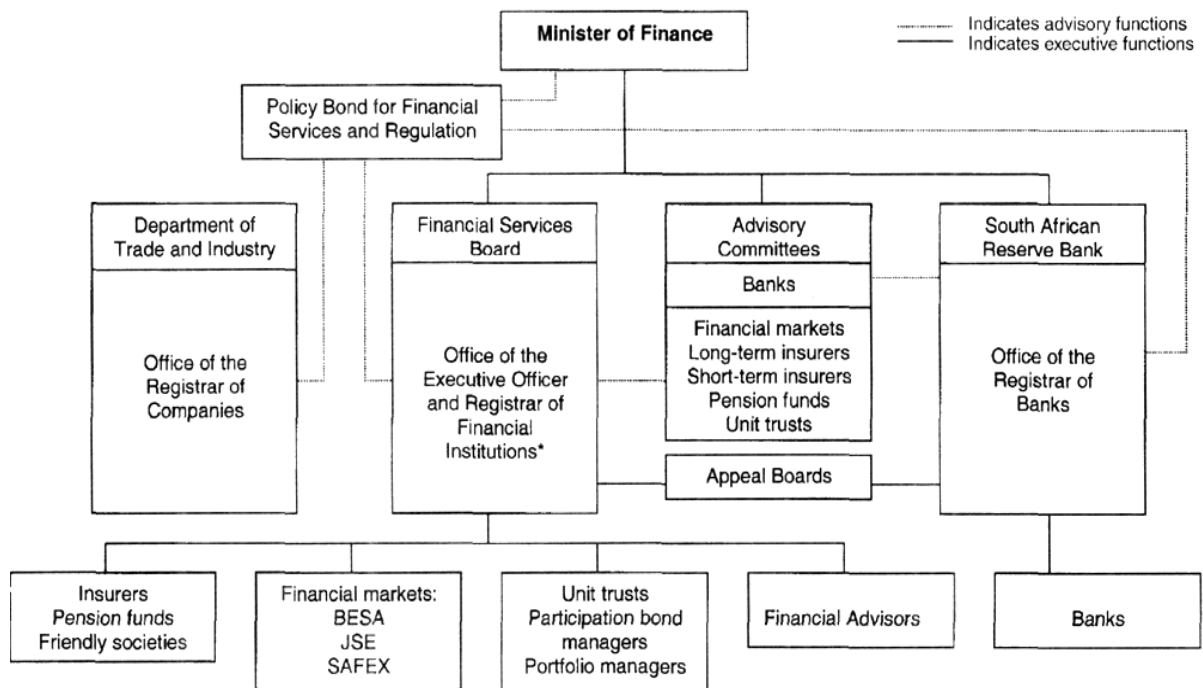 Minister of Finance
Indicates advisory functions
Indicates executive functions
Policy Bond for Financial
Services and Regulation
Department of
Trade and Industry
Office of the
Registrar of
Companies
Financial Services
Board
Office of the
Executive Officer
and Registrar of
Financial
Institutions*
Advisory
Committees
Banks
Financial markets
Long-term insurers
Short-term insurers
Pension funds
Unit trusts
Appeal Boards
South African
Reserve Bank
Office of the
Registrar of
Banks
Insurers
Pension funds
Friendly societies
Financial markets:
BESA
JSE
SAFEX
Unit trusts
Participation bond
managers
Portfolio managers
Financial Advisors
Banks